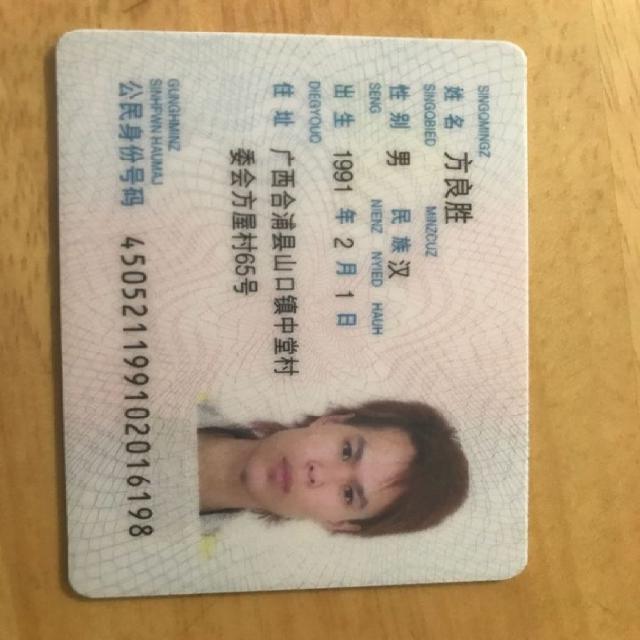 SINGQMINGZ
姓名 方良胜
SINGQBIED MINZCUZ
性别 男 民族 汉
SENG NIENZ NYIED HAUH
出生 1991 年 2 月 1 日
DIEGYOUQ
住址 广西合浦县山口镇中堂村
委会方屋村65号
GUNGHMINZ
SINHFWN HAUMAJ
公民身份号码 450521199102016198